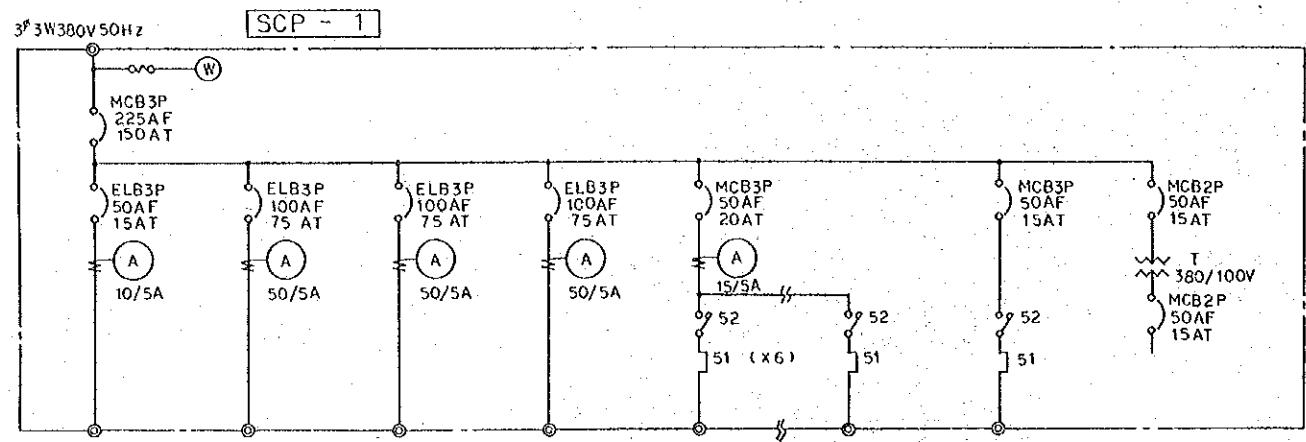 3ø3W380V50Hz
SCP - 1
W
MCB3P
225AF
150AT
ELB3P
50AF
15AT
A
10/5A
ELB3P
100AF
75 AT
A
50/5A
ELB3P
100AF
75 AT
A
50/5A
ELB3P
100AF
75AT
A
50/5A
MCB3P
50AF
20AT
A
15/5A
52
51 (×6)
52
51
MCB3P
50AF
15AT
52
51
MCB2P
50AF
15AT
T
380/100V
MCB2P
50AF
15AT